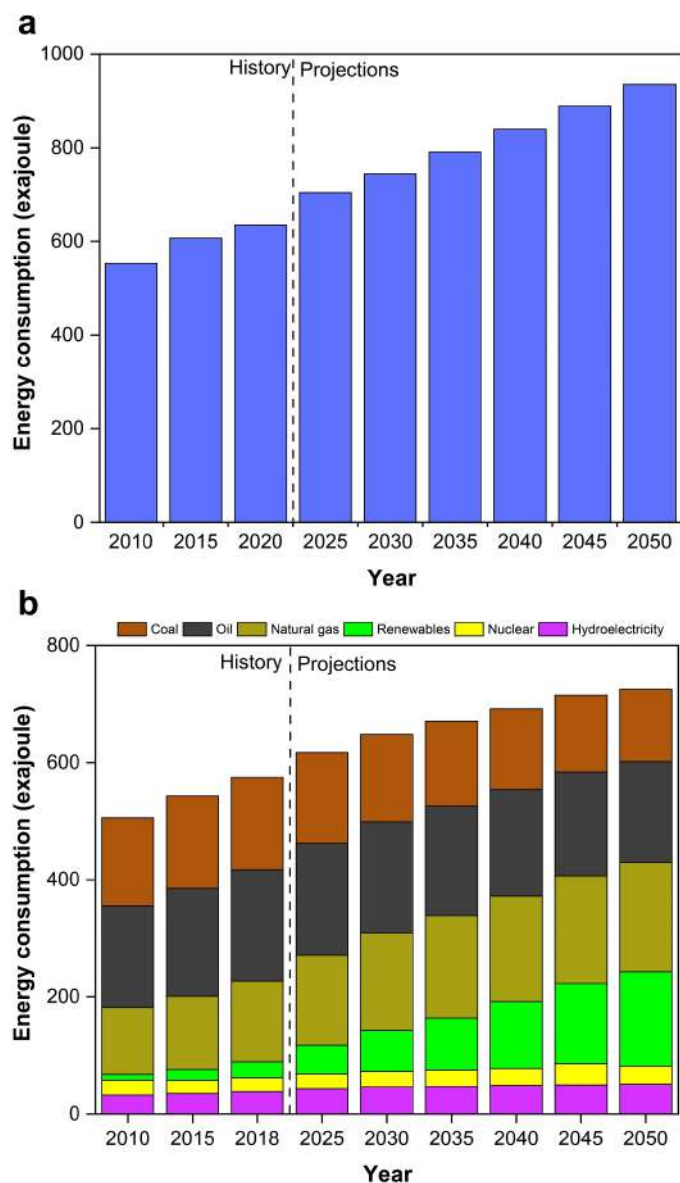 a
1000
History Projections
800
600
400
200
0
Energy consumption (exajoule)
2010 2015 2020 2025 2030 2035 2040 2045 2050
Year
b
Coal Oil Natural gas Renewables Nuclear Hydroelectricity
800
History Projections
600
400
200
0
Energy consumption (exajoule)
2010 2015 2018 2025 2030 2035 2040 2045 2050
Year